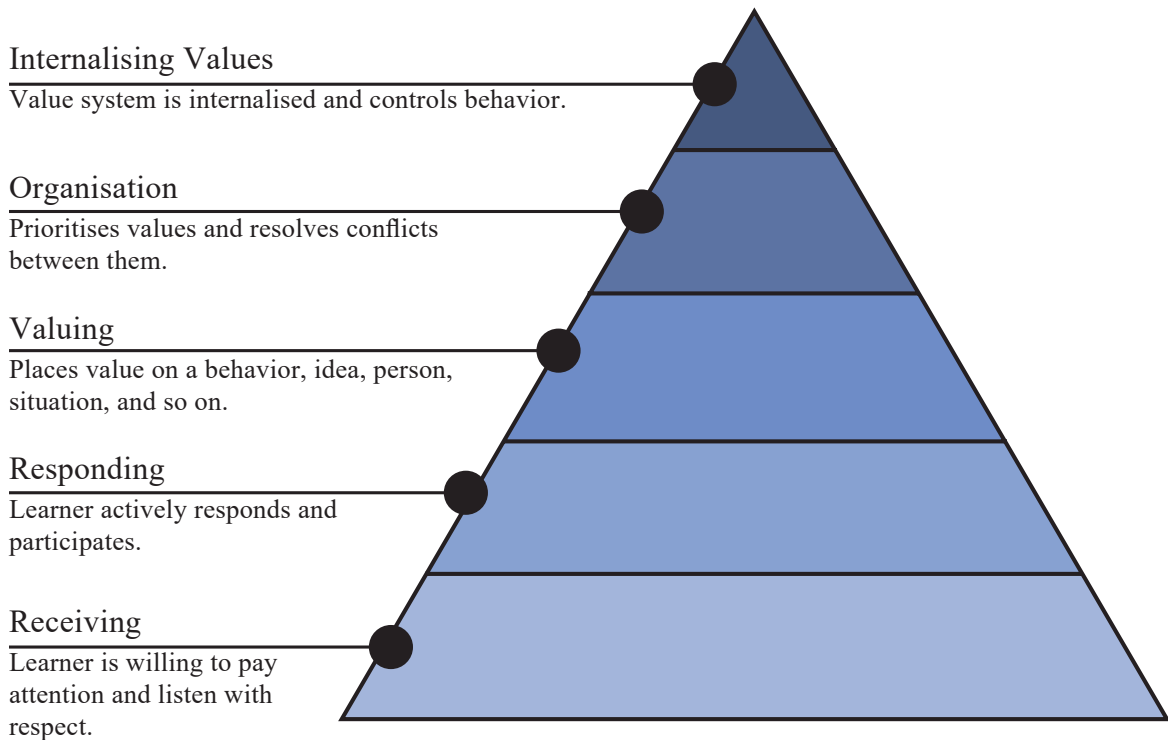 Internalising Values
Value system is internalised and controls behavior.
Organisation
Prioritises values and resolves conflicts
between them.
Valuing
Places value on a behavior, idea, person,
situation, and so on.
Responding
Learner actively responds and
participates.
Receiving
Learner is willing to pay
attention and listen with
respect.